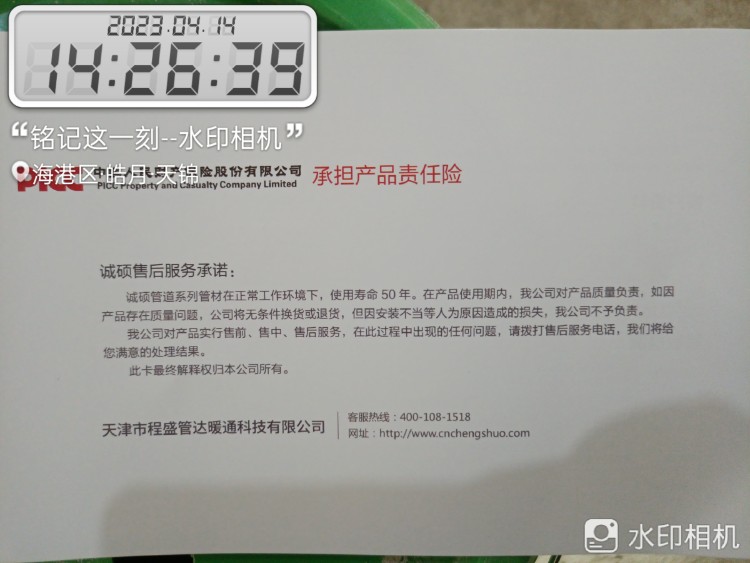 2023.04.14
14:26:39
“铭记这一刻--水印相机”
海港区·皓月·天锦
PICC
险股份有限公司
PICC Property and Casualty Company Limited
承担产品责任险
诚硕售后服务承诺：
诚硕管道系列管材在正常工作环境下，使用寿命 50 年。在产品使用期内，我公司对产品质量负责，如因
产品存在质量问题，公司将无条件换货或退货，但因安装不当等人为原因造成的损失，我公司不予负责。
我公司对产品实行售前、售中、售后服务，在此过程中出现的任何问题，请拨打售后服务电话，我们将给
您满意的处理结果。
此卡最终解释权归本公司所有。
天津市程盛管达暖通科技有限公司
客服热线：400-108-1518
网址：http://www.cnchengshuo.com
水印相机